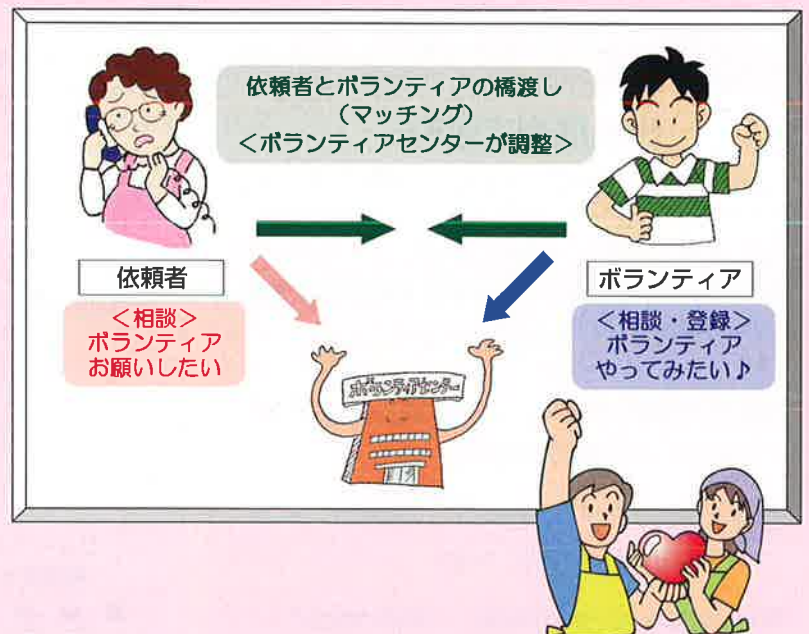 依頼者とボランティアの橋渡し
（マッチング）
＜ボランティアセンターが調整＞
依頼者
ボランティア
＜相談＞
ボランティア
お願いしたい
＜相談・登録＞
ボランティア
やってみたい♪
ボランティアセンター